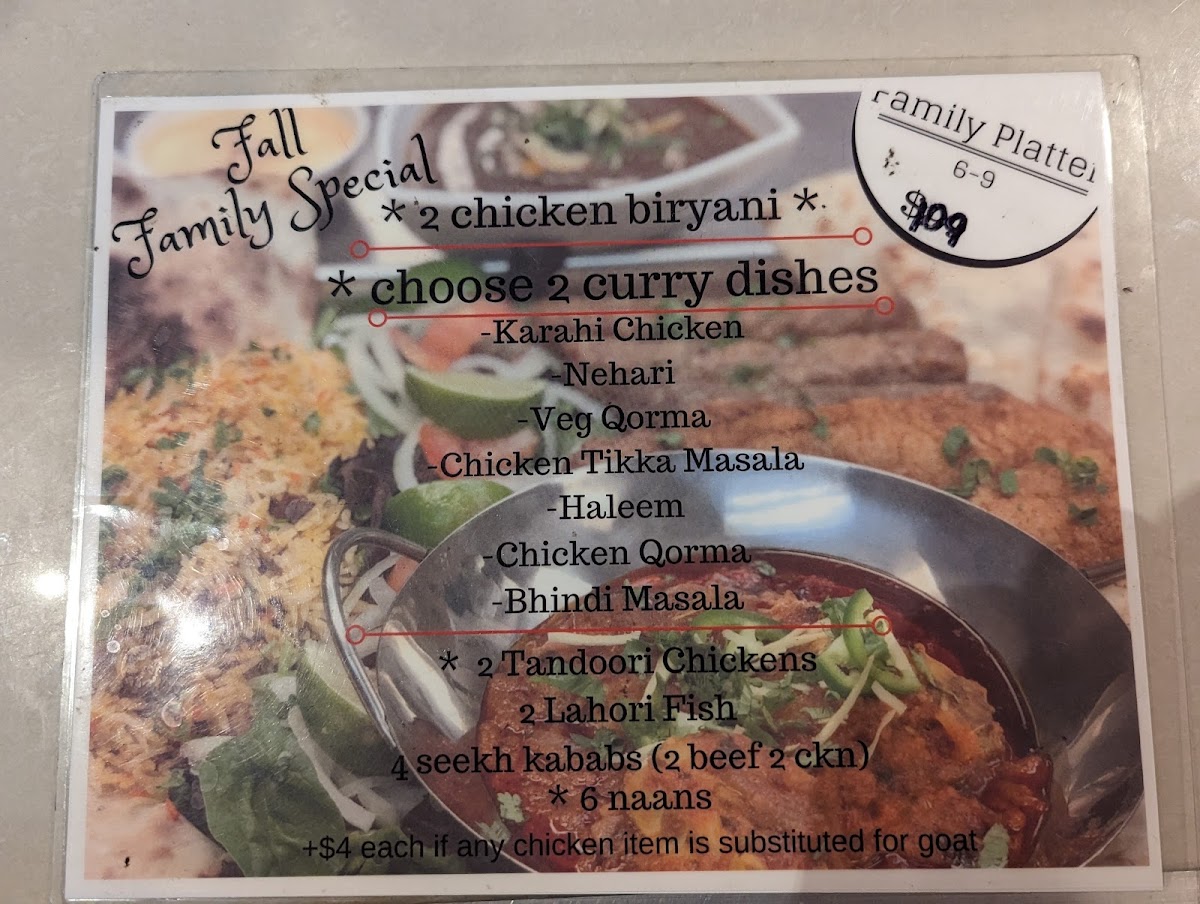 Fall
Family Special
Family Platter
6-9
$109
* 2 chicken biryani *
* choose 2 curry dishes
-Karahi Chicken
-Nehari
-Veg Qorma
-Chicken Tikka Masala
-Haleem
-Chicken Qorma
-Bhindi Masala
* 2 Tandoori Chickens
2 Lahori Fish
4 seekh kababs (2 beef 2 ckn)
* 6 naans
+$4 each if any chicken item is substituted for goat